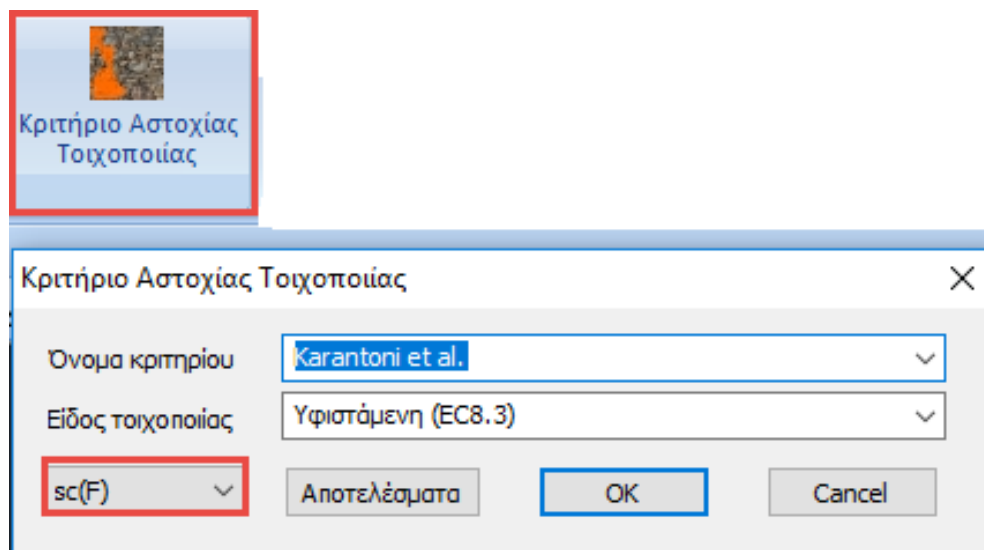 Κριτήριο Αστοχίας
Τοιχοποιίας
Κριτήριο Αστοχίας Τοιχοποιίας
Όνομα κριτηρίου
Karantoni et al.
Είδος τοιχοποιίας
Υφιστάμενη (EC8.3)
sc(F)
Αποτελέσματα
OK
Cancel